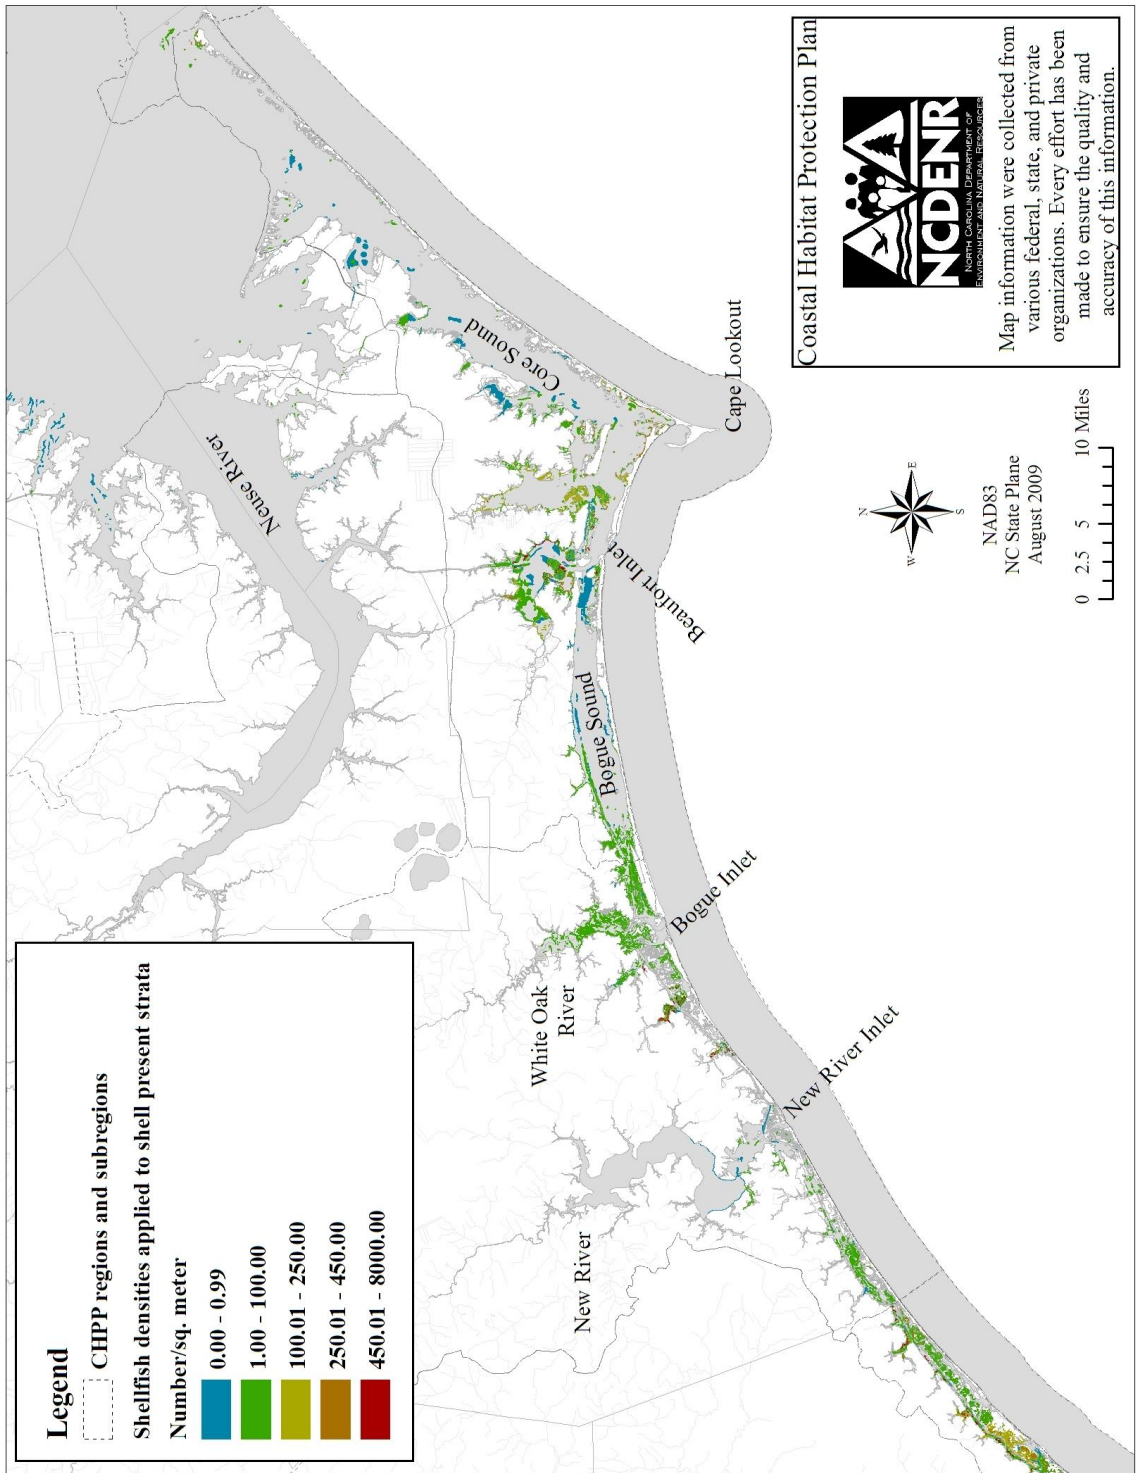 Legend
CHPP regions and subregions
Shellfish densities applied to shell present strata
Number/sq. meter
0.00 - 0.99
1.00 - 100.00
100.01 - 250.00
250.01 - 450.00
450.01 - 8000.00
Neuse River
Core Sound
Cape Lookout
Beaufort Inlet
Bogue Sound
Bogue Inlet
White Oak
River
New River Inlet
New River
N
W
E
S
NAD83
NC State Plane
August 2009
0 2.5 5 10 Miles
Coastal Habitat Protection Plan
NCDENR
NORTH CAROLINA DEPARTMENT OF
ENVIRONMENT AND NATURAL RESOURCES
Map information were collected from
various federal, state, and private
organizations. Every effort has been
made to ensure the quality and
accuracy of this information.